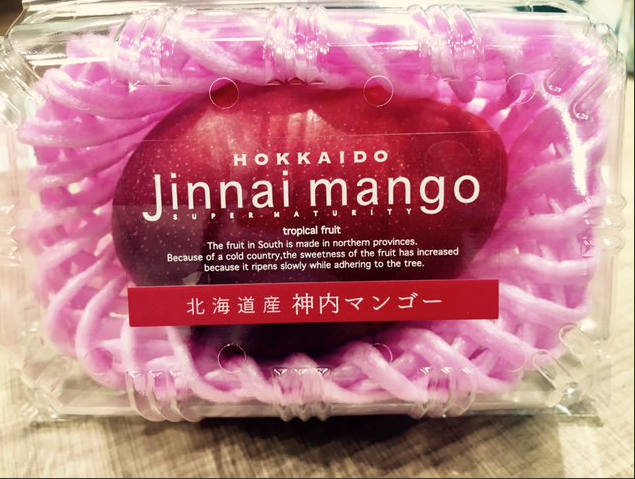 HOKKAIDO
Jinnai mango
SUPER MATURITY
tropical fruit
The fruit in South is made in northern provinces.
Because of a cold country,the sweetness of the fruit has increased
because it ripens slowly while adhering to the tree.
北海道産 神内マンゴー